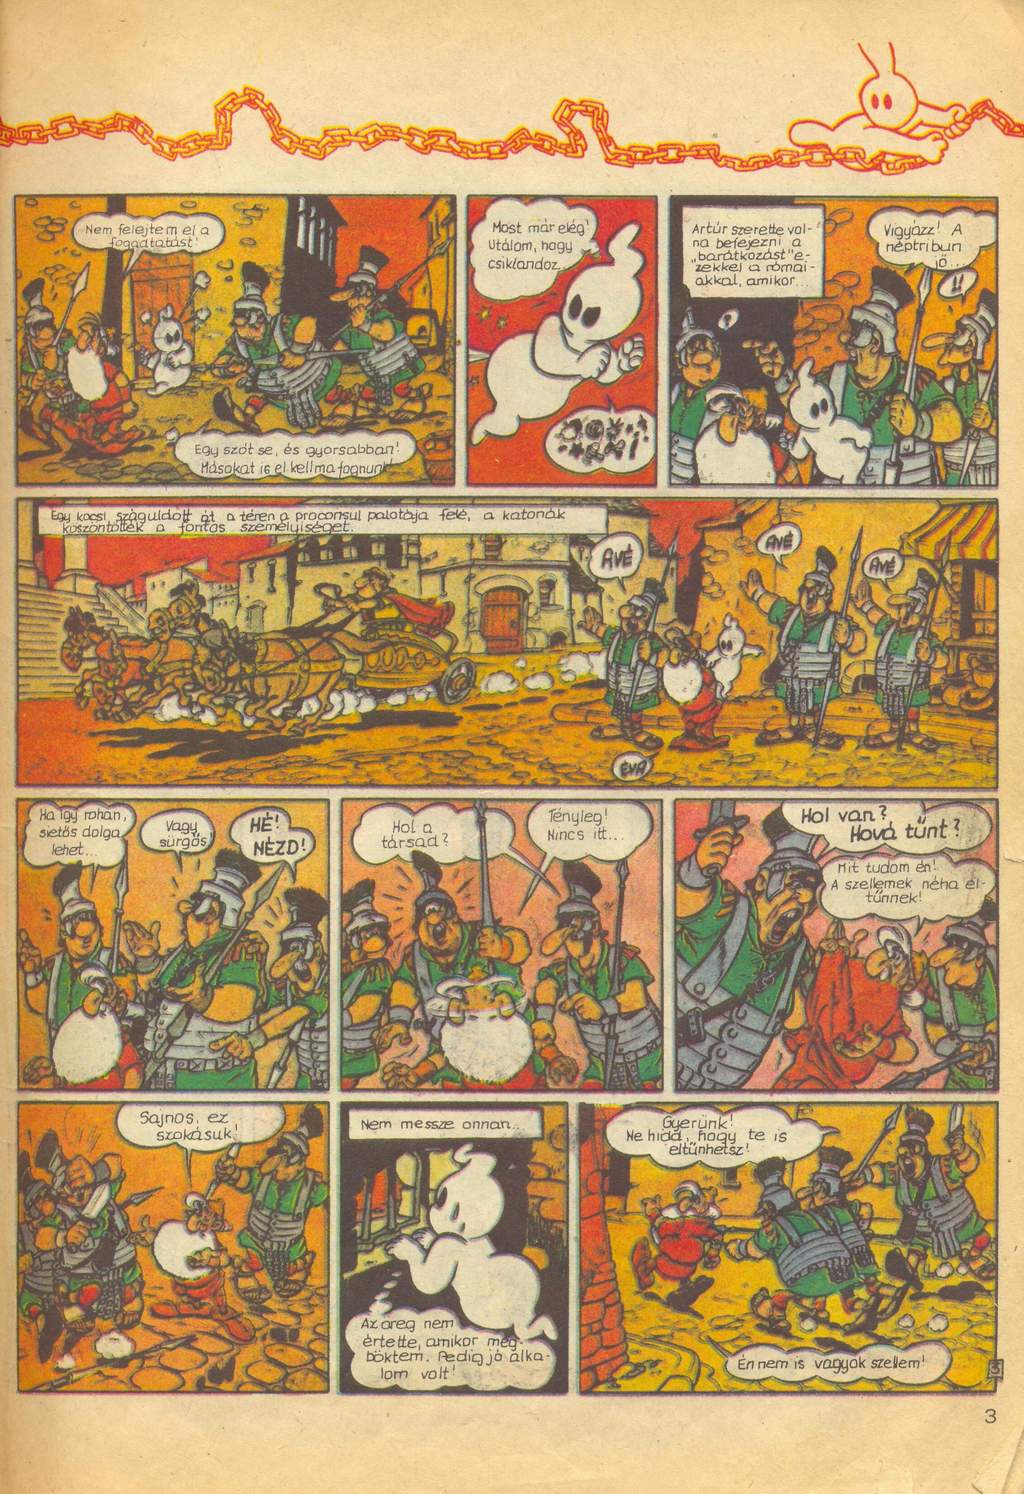 Nem felejtem el a
fogadtatást!
Egy szót se, és gyorsabban!
Másokat is el kell ma fognunk!
Most már elég!
Utálom, hogy
csiklandoz..
Artúr szerette vol-
na befejezni a
„barátkozást" e-
zekkel a római-
akkal, amikor...
?
Vigyázz! A
néptribun
jő...
!!
Egy kocsi száguldott át a téren a proconsul palotája felé, a katonák
köszöntötték a fontos személyiséget.
AVÉ
AVÉ
AVÉ
ÉVA
Ha így rohan,
sietős dolga
lehet...
Vagy
sürgős
HÉ!
NÉZD!
Hol a
társad?
Tényleg!
Nincs itt...
Hol van?
Hová tűnt?
Mit tudom én!
A szellemek néha el-
tűnnek!
Sajnos, ez
szokásuk!
Nem messze onnan...
Az öreg nem
értette, amikor meg-
böktem. Pedig jó alka-
lom volt!
Gyerünk!
Ne hidd, hogy te is
eltűnhetsz!
Én nem is vagyok szellem!
3
3